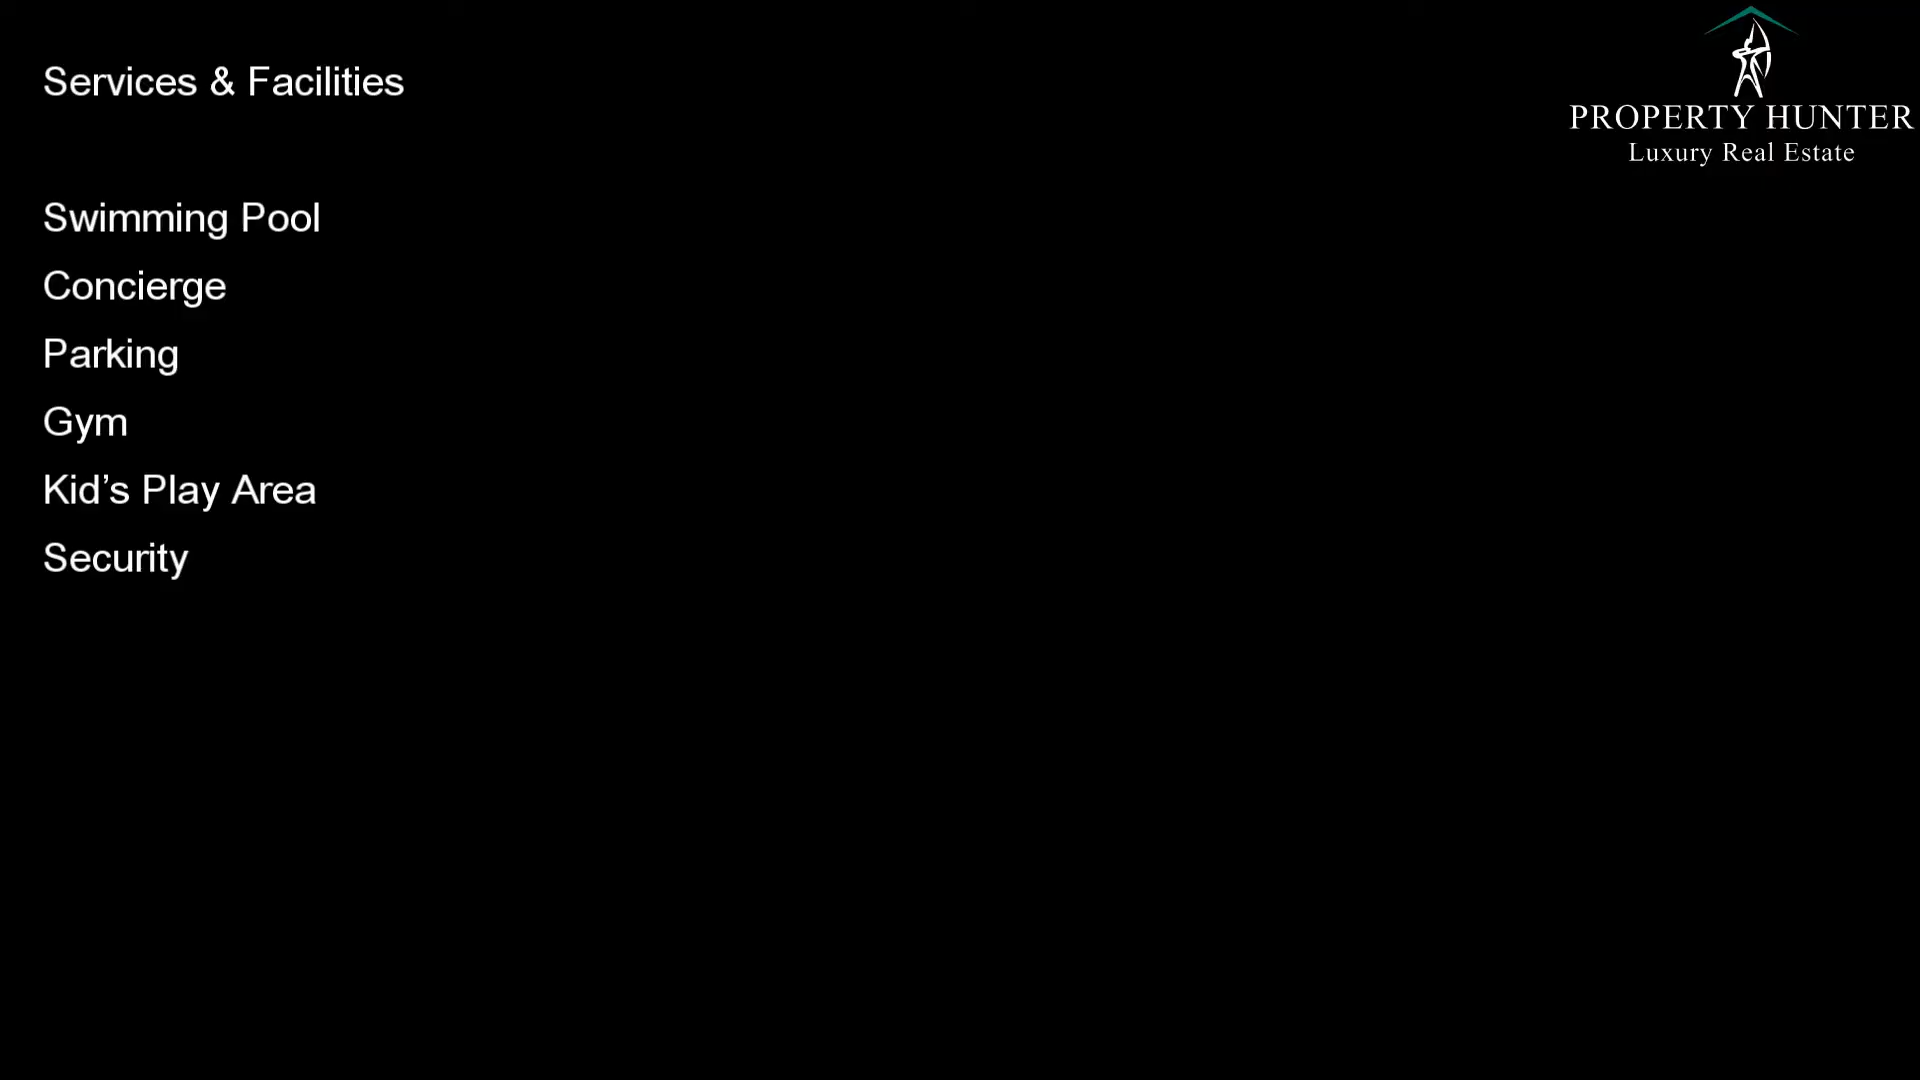 Services & Facilities
PROPERTY HUNTER
Luxury Real Estate
Swimming Pool
Concierge
Parking
Gym
Kid’s Play Area
Security